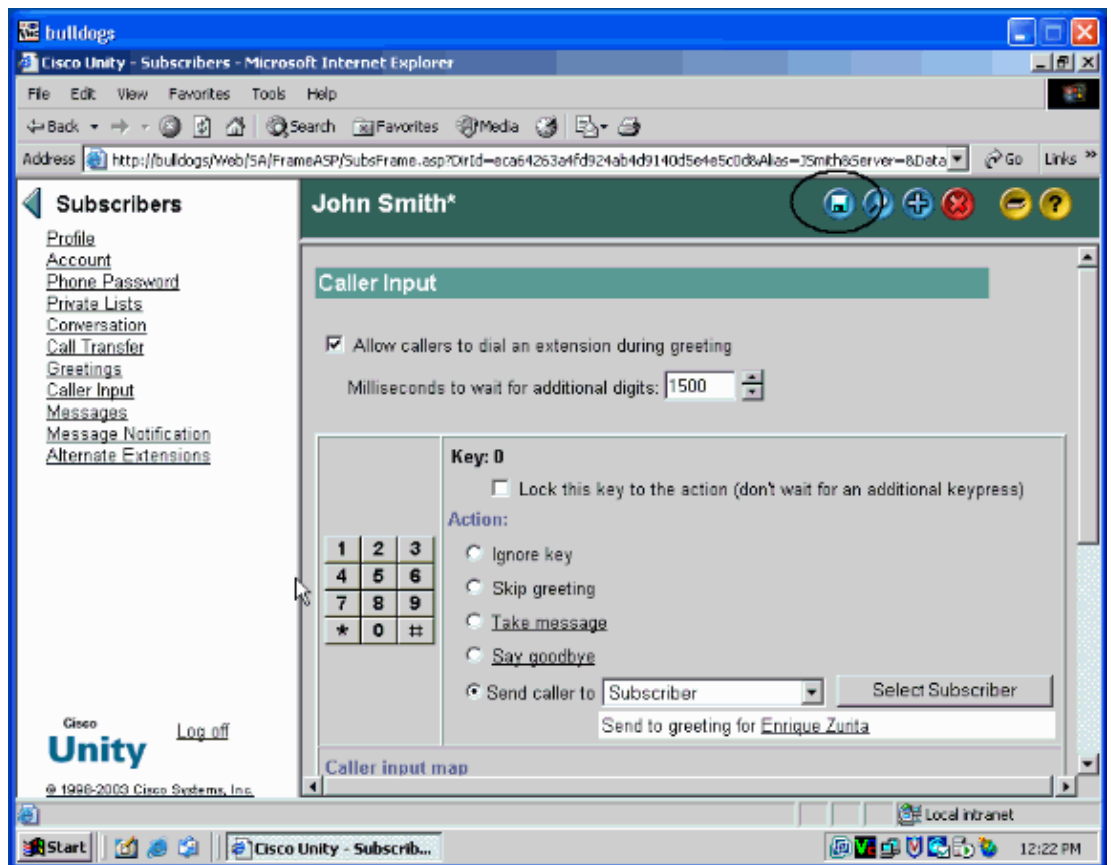 bulldogs
Cisco Unity - Subscribers - Microsoft Internet Explorer
File Edit View Favorites Tools Help
Back Search Favorites Media
Address http://bulldogs/Web/SA/FrameASP/SubsFrame.asp?DirId=eca64263a4fd924ab4d9140d5e4e5c0d&Alias=JSmith&Server=&Data Go Links »
Subscribers
John Smith*
?
Profile
Account
Phone Password
Private Lists
Conversation
Call Transfer
Greetings
Caller Input
Messages
Message Notification
Alternate Extensions
Caller Input
Allow callers to dial an extension during greeting
Milliseconds to wait for additional digits: 1500
Key: 0
Lock this key to the action (don't wait for an additional keypress)
Action:
1 2 3
4 5 6
7 8 9
* 0 #
Ignore key
Skip greeting
Take message
Say goodbye
Send caller to Subscriber Select Subscriber
Send to greeting for Enrique Zurita
Caller input map
Cisco
Unity
Log off
© 1998-2003 Cisco Systems, Inc.
Local intranet
Start Cisco Unity - Subscrib... 12:22 PM